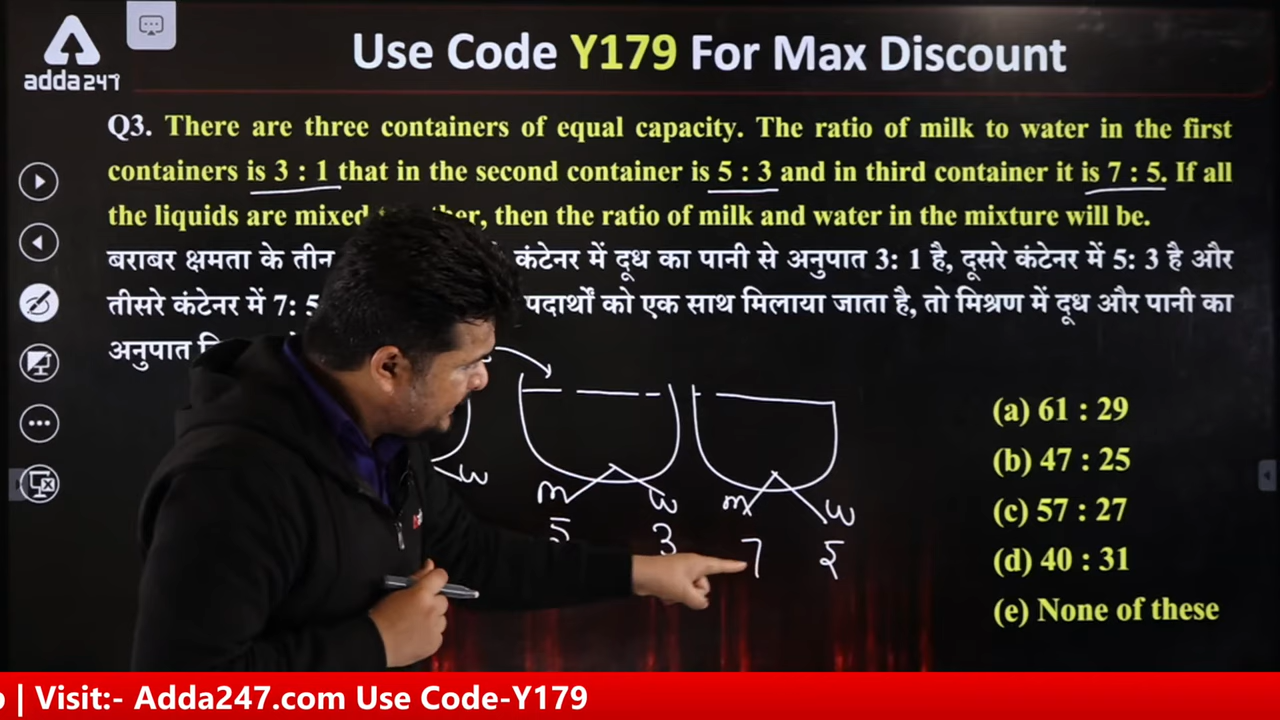 adda247
Use Code Y179 For Max Discount
Q3. There are three containers of equal capacity. The ratio of milk to water in the first
containers is 3 : 1 that in the second container is 5 : 3 and in third container it is 7 : 5. If all
the liquids are mixed then the ratio of milk and water in the mixture will be.
बराबर क्षमता के तीन कंटेनर में दूध का पानी से अनुपात 3: 1 है, दूसरे कंटेनर में 5: 3 है और
तीसरे कंटेनर में 7: 5 पदार्थों को एक साथ मिलाया जाता है, तो मिश्रण में दूध और पानी का
अनुपात
w
m w
m w
5 3
7 5
(a) 61 : 29
(b) 47 : 25
(c) 57 : 27
(d) 40 : 31
(e) None of these
| Visit:- Adda247.com Use Code-Y179